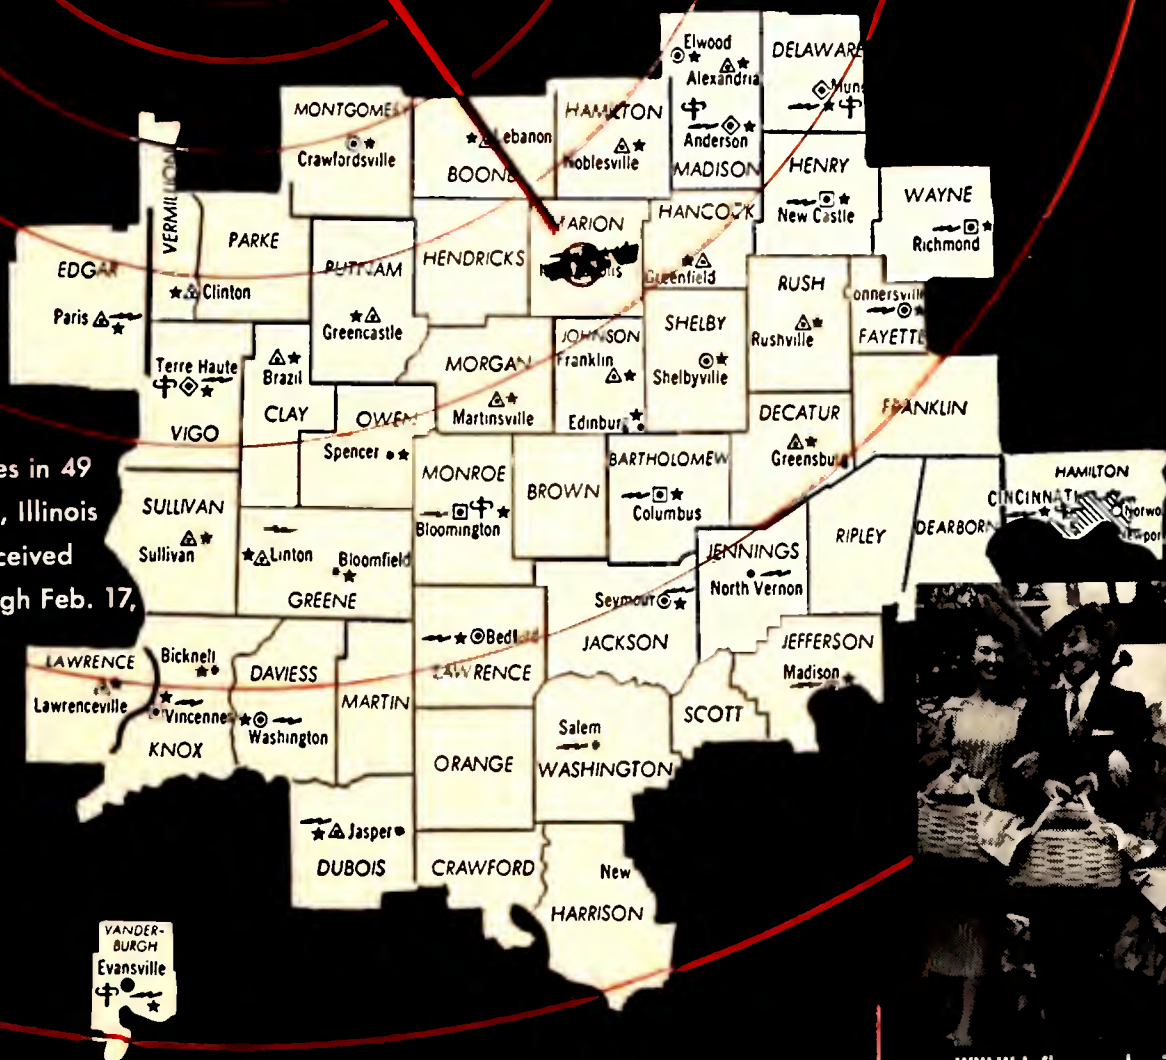 Elwood
DELAWARE
Alexandria
MONTGOMERY
HAMILTON
Lebanon
Anderson
Crawfordsville
Noblesville
BOONE
MADISON
HENRY
VERMILLION
WAYNE
HANCOCK
New Castle
MARION
PARKE
Richmond
PUTNAM
HENDRICKS
EDGAR
Greenfield
RUSH
Clinton
Connersville
Paris
SHELBY
Greencastle
JOHNSON
Rushville
FAYETTE
Franklin
MORGAN
Terre Haute
Brazil
Shelbyville
FRANKLIN
CLAY
DECATUR
OWEN
Martinsville
Edinburg
VIGO
Spencer
Greensburg
BARTHOLOMEW
es in 49
MONROE
HAMILTON
BROWN
CINCINNATI
SULLIVAN
Columbus
, Illinois
Bloomington
RIPLEY
DEARBORN
Norwo
Sullivan
Linton
JENNINGS
ceived
Bloomfield
North Vernon
gh Feb. 17,
GREENE
Seymour
JACKSON
JEFFERSON
Bicknell
LAWRENCE
DAVIESS
LAWRENCE
Madison
Lawrenceville
MARTIN
Vincennes
SCOTT
Salem
Washington
KNOX
ORANGE
WASHINGTON
Jasper
DUBOIS
CRAWFORD
New
HARRISON
VANDER-
BURGH
Evansville